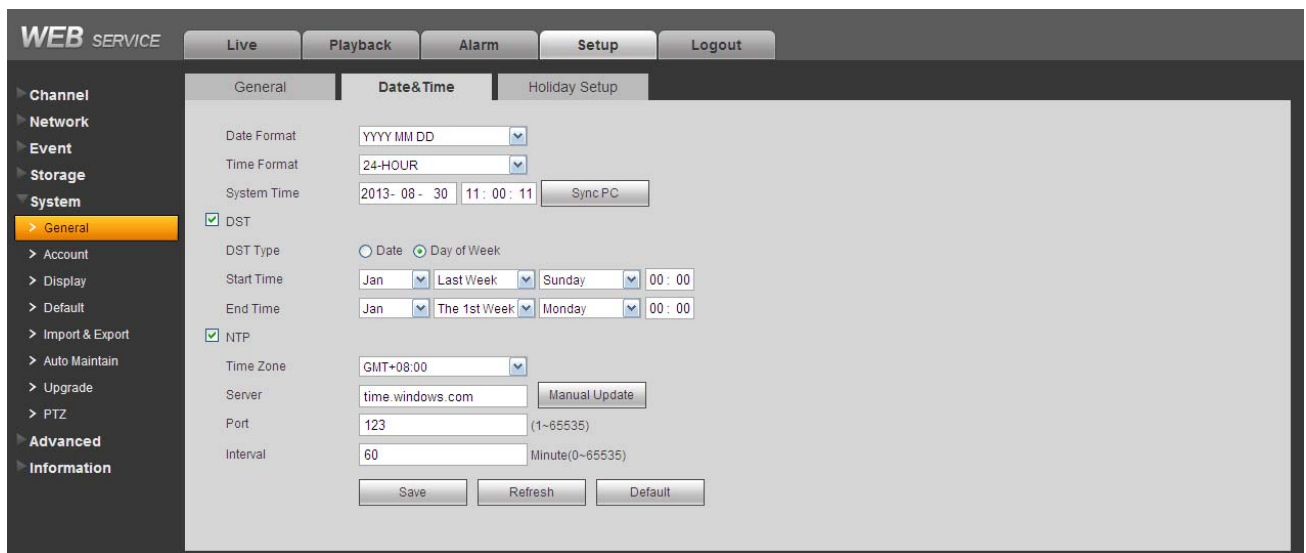 WEB SERVICE
Live Playback Alarm Setup Logout
General Date&Time Holiday Setup
Channel
Network
Event
Storage
System
> General
> Account
> Display
> Default
> Import & Export
> Auto Maintain
> Upgrade
> PTZ
Advanced
Information
Date Format YYYY MM DD
Time Format 24-HOUR
System Time 2013- 08 - 30 11 : 00 : 11 Sync PC
DST
DST Type Date Day of Week
Start Time Jan Last Week Sunday 00 : 00
End Time Jan The 1st Week Monday 00 : 00
NTP
Time Zone GMT+08:00
Server time.windows.com Manual Update
Port 123 (1~65535)
Interval 60 Minute(0~65535)
Save Refresh Default